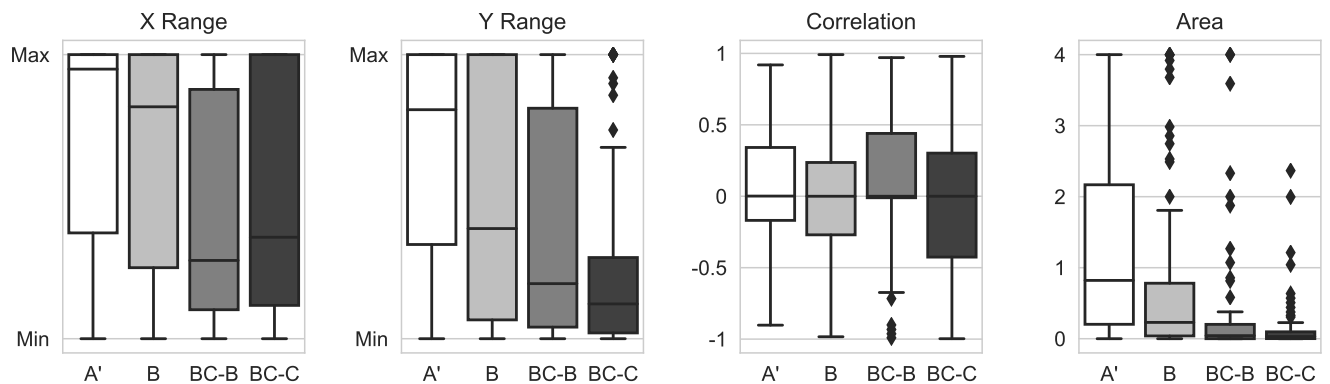 X Range
Y Range
Correlation
Area
Max
Min
A'
B
BC-B
BC-C
Max
Min
A'
B
BC-B
BC-C
1
0.5
0
-0.5
-1
A'
B
BC-B
BC-C
4
3
2
1
0
A'
B
BC-B
BC-C